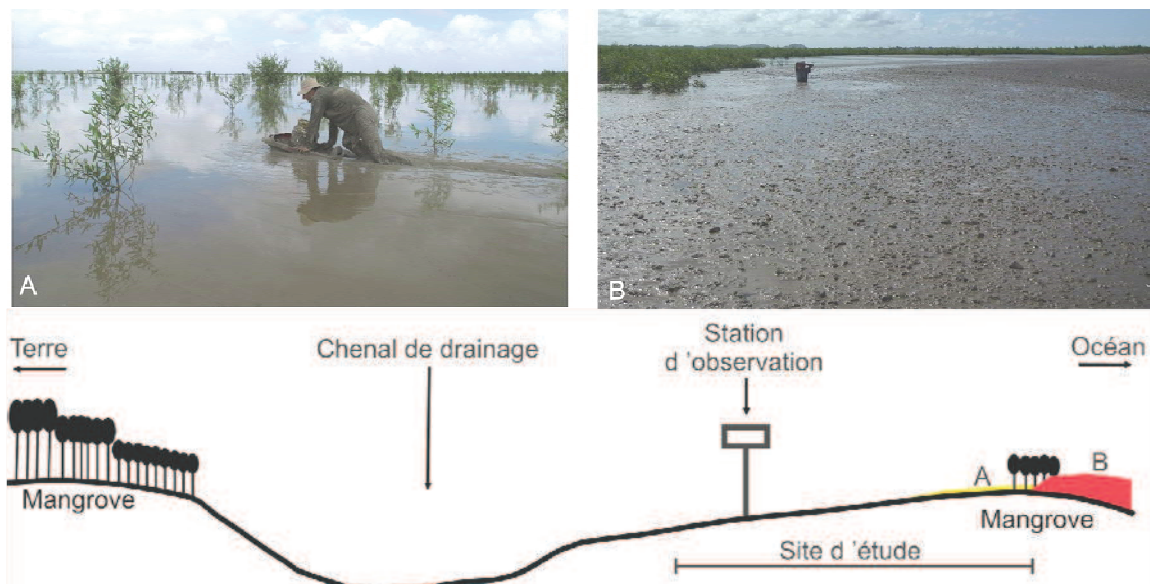 A
B
Terre
Chenal de drainage
Station
d 'observation
Océan
A
B
Mangrove
Mangrove
Site d 'étude